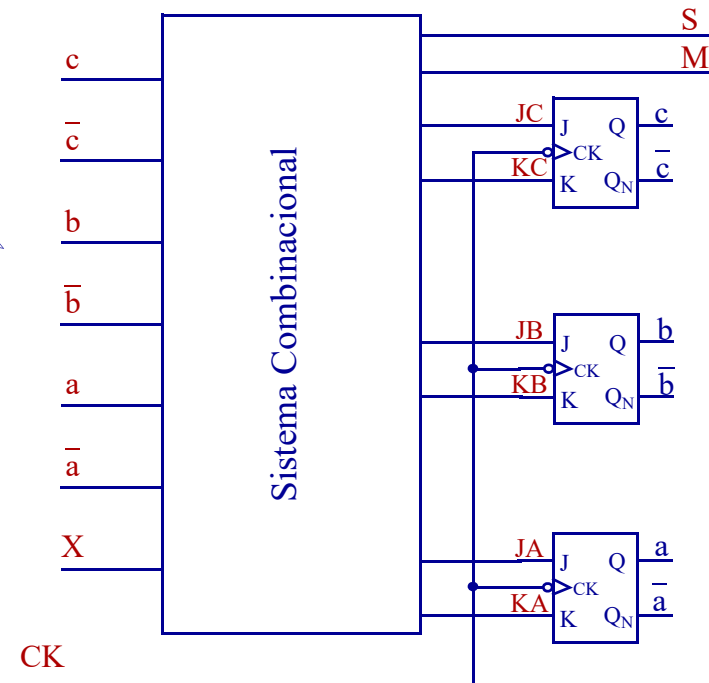 S
M
c
c̅
b
b̅
a
a̅
X
CK
Sistema Combinacional
JC
KC
J Q
CK
K QN
c
c̅
JB
KB
J Q
CK
K QN
b
b̅
JA
KA
J Q
CK
K QN
a
a̅